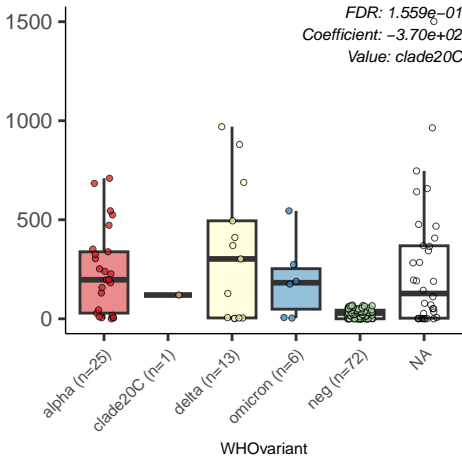 FDR: 1.559e−01
Coefficient: −3.70e+02
Value: clade20C
1500
1000
500
0
alpha (n=25)
clade20C (n=1)
delta (n=13)
omicron (n=6)
neg (n=72)
NA
WHOvariant